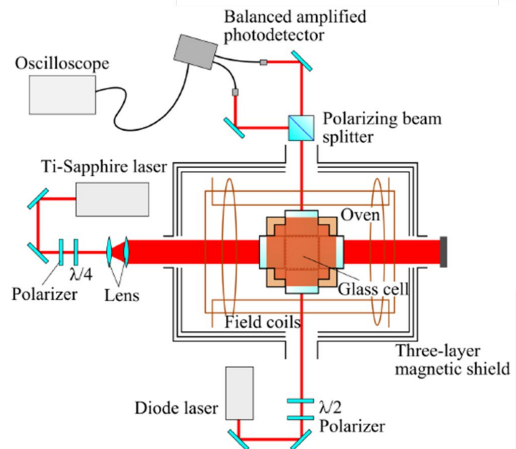 Balanced amplified
photodetector
Oscilloscope
Polarizing beam
splitter
Ti-Sapphire laser
Oven
λ/4
Polarizer
Lens
Glass cell
Field coils
Three-layer
magnetic shield
Diode laser
λ/2
Polarizer